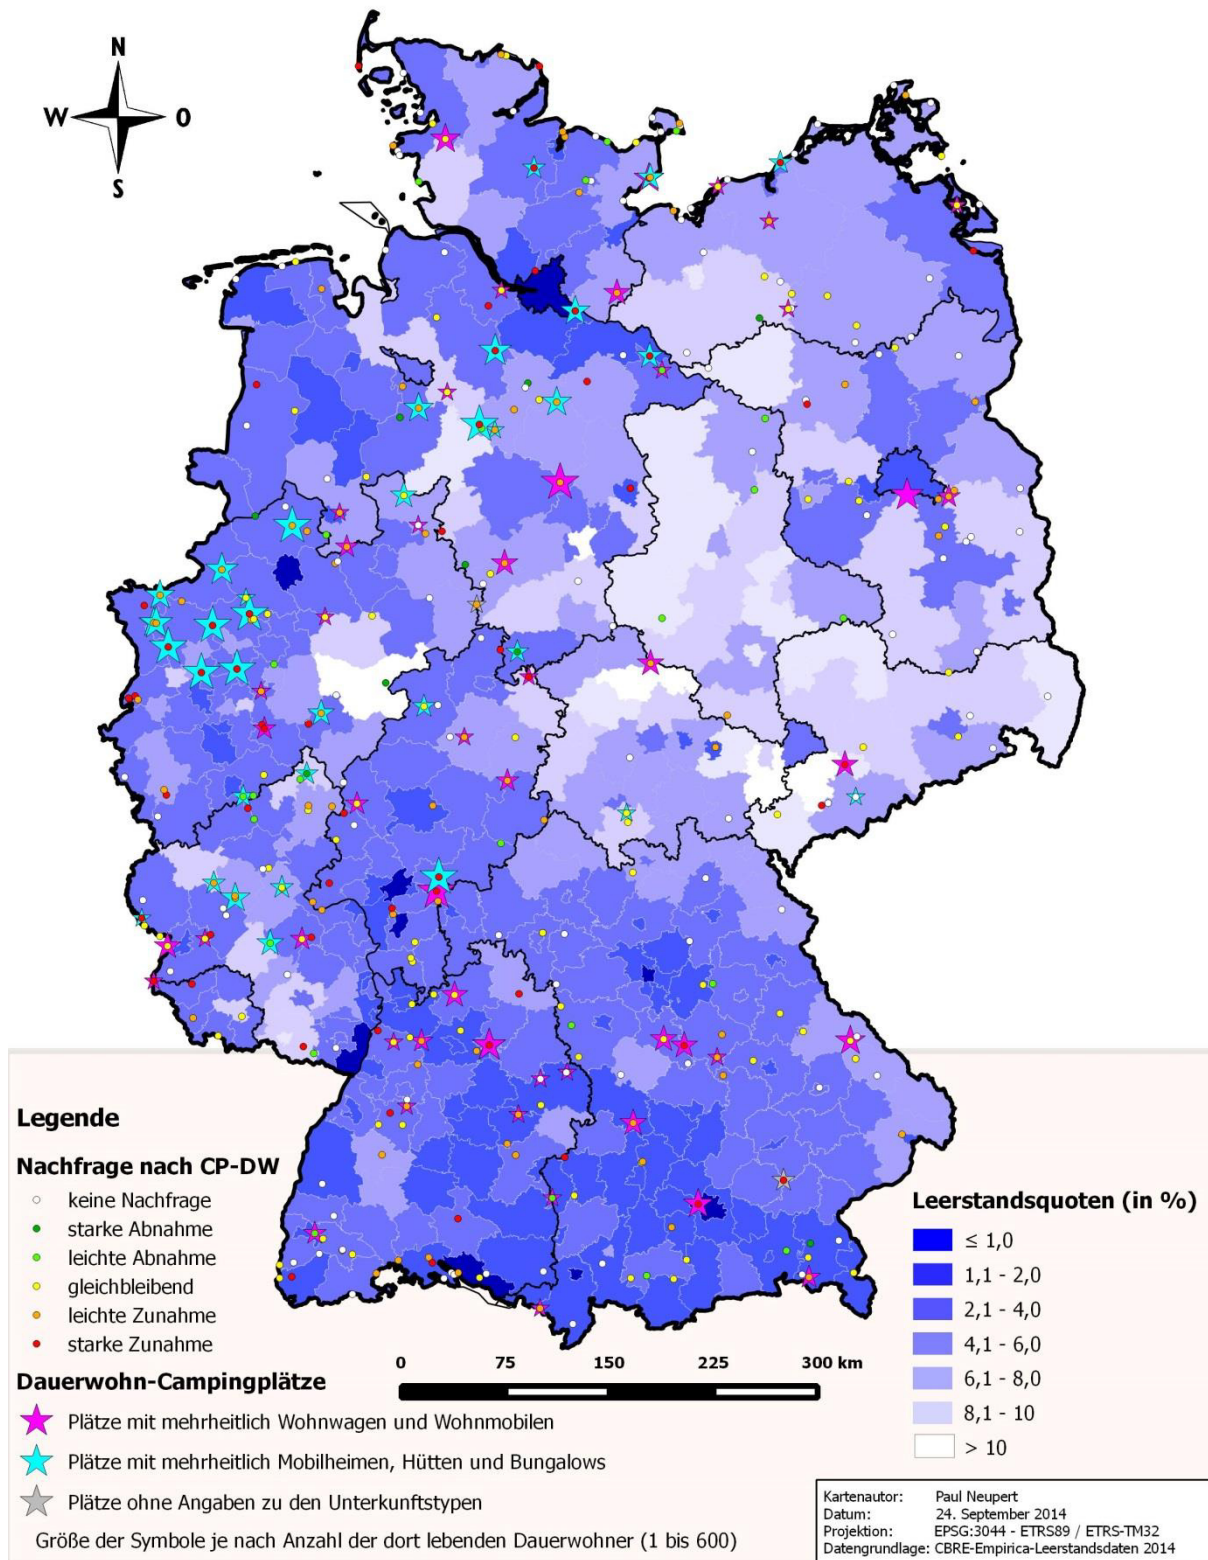 N
W O
S
Legende
Nachfrage nach CP-DW
keine Nachfrage
starke Abnahme
leichte Abnahme
gleichbleibend
leichte Zunahme
starke Zunahme
Dauerwohn-Campingplätze
Plätze mit mehrheitlich Wohnwagen und Wohnmobilen
Plätze mit mehrheitlich Mobilheimen, Hütten und Bungalows
Plätze ohne Angaben zu den Unterkunftstypen
Größe der Symbole je nach Anzahl der dort lebenden Dauerwohner (1 bis 600)
0 75 150 225 300 km
Leerstandsquoten (in %)
≤ 1,0
1,1 - 2,0
2,1 - 4,0
4,1 - 6,0
6,1 - 8,0
8,1 - 10
> 10
Kartenautor: Paul Neupert
Datum: 24. September 2014
Projektion: EPSG:3044 - ETRS89 / ETRS-TM32
Datengrundlage: CBRE-Empirica-Leerstandsdaten 2014